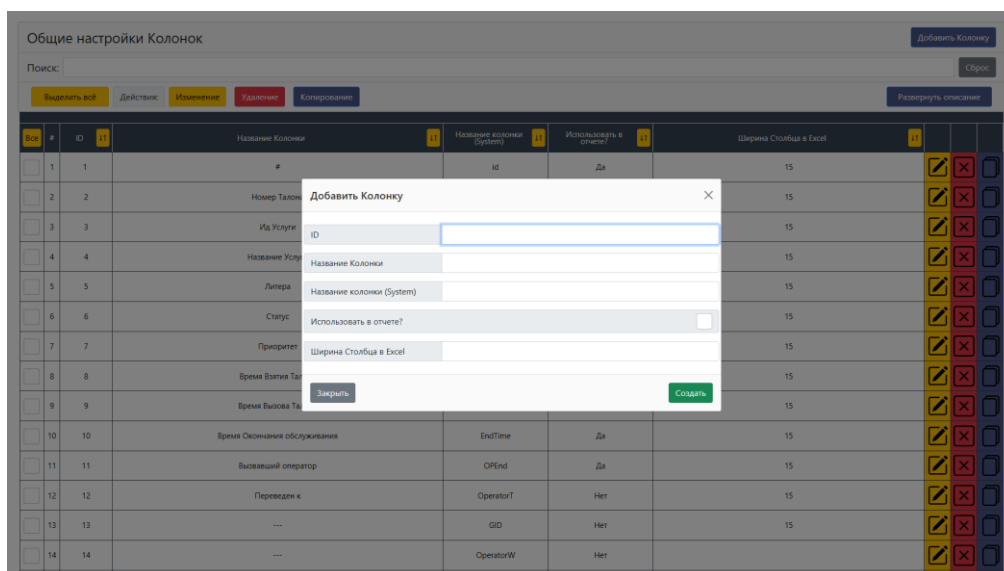 Общие настройки Колонок
Добавить Колонку
Поиск:
Сброс
Выделить всё
Действия:
Изменение
Удаление
Копирование
Развернуть описание
Все # ID Название Колонки Название колонки (System) Использовать в отчете? Ширина Столбца в Excel
1 1 # id Да 15
2 2 Номер Талон 15
3 3 Ид Услуги 15
4 4 Название Услу 15
5 5 Литера 15
6 6 Статус 15
7 7 Приоритет 15
8 8 Время Взятия Тал 15
9 9 Время Вызова Та 15
10 10 Время Окончания обслуживания EndTime Да 15
11 11 Вызвавший оператор OPEnd Да 15
12 12 Переведен к OperatorT Нет 15
13 13 --- GID Нет 15
14 14 --- OperatorW Нет
Добавить Колонку
ID
Название Колонки
Название колонки (System)
Использовать в отчете?
Ширина Столбца в Excel
Закрыть
Создать